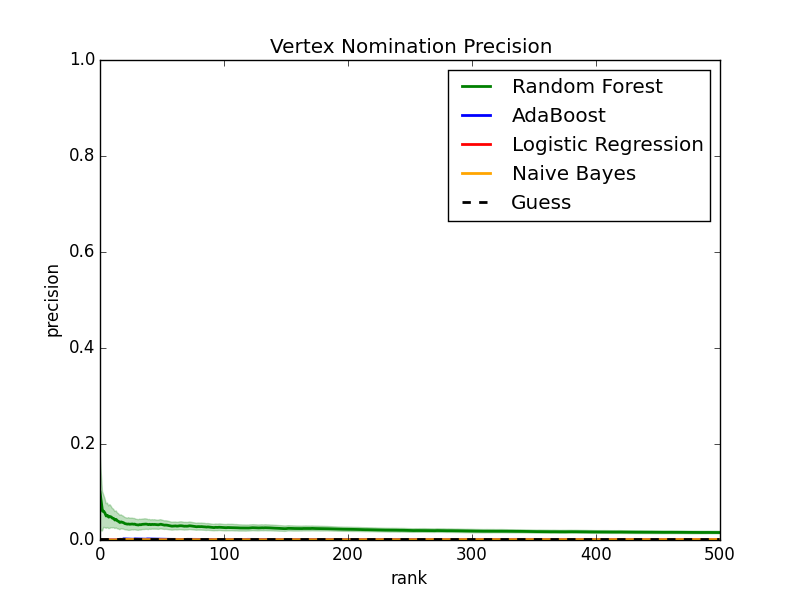 Vertex Nomination Precision
1.0
0.8
0.6
0.4
0.2
0.0
precision
Random Forest
AdaBoost
Logistic Regression
Naive Bayes
Guess
0
100
200
300
400
500
rank